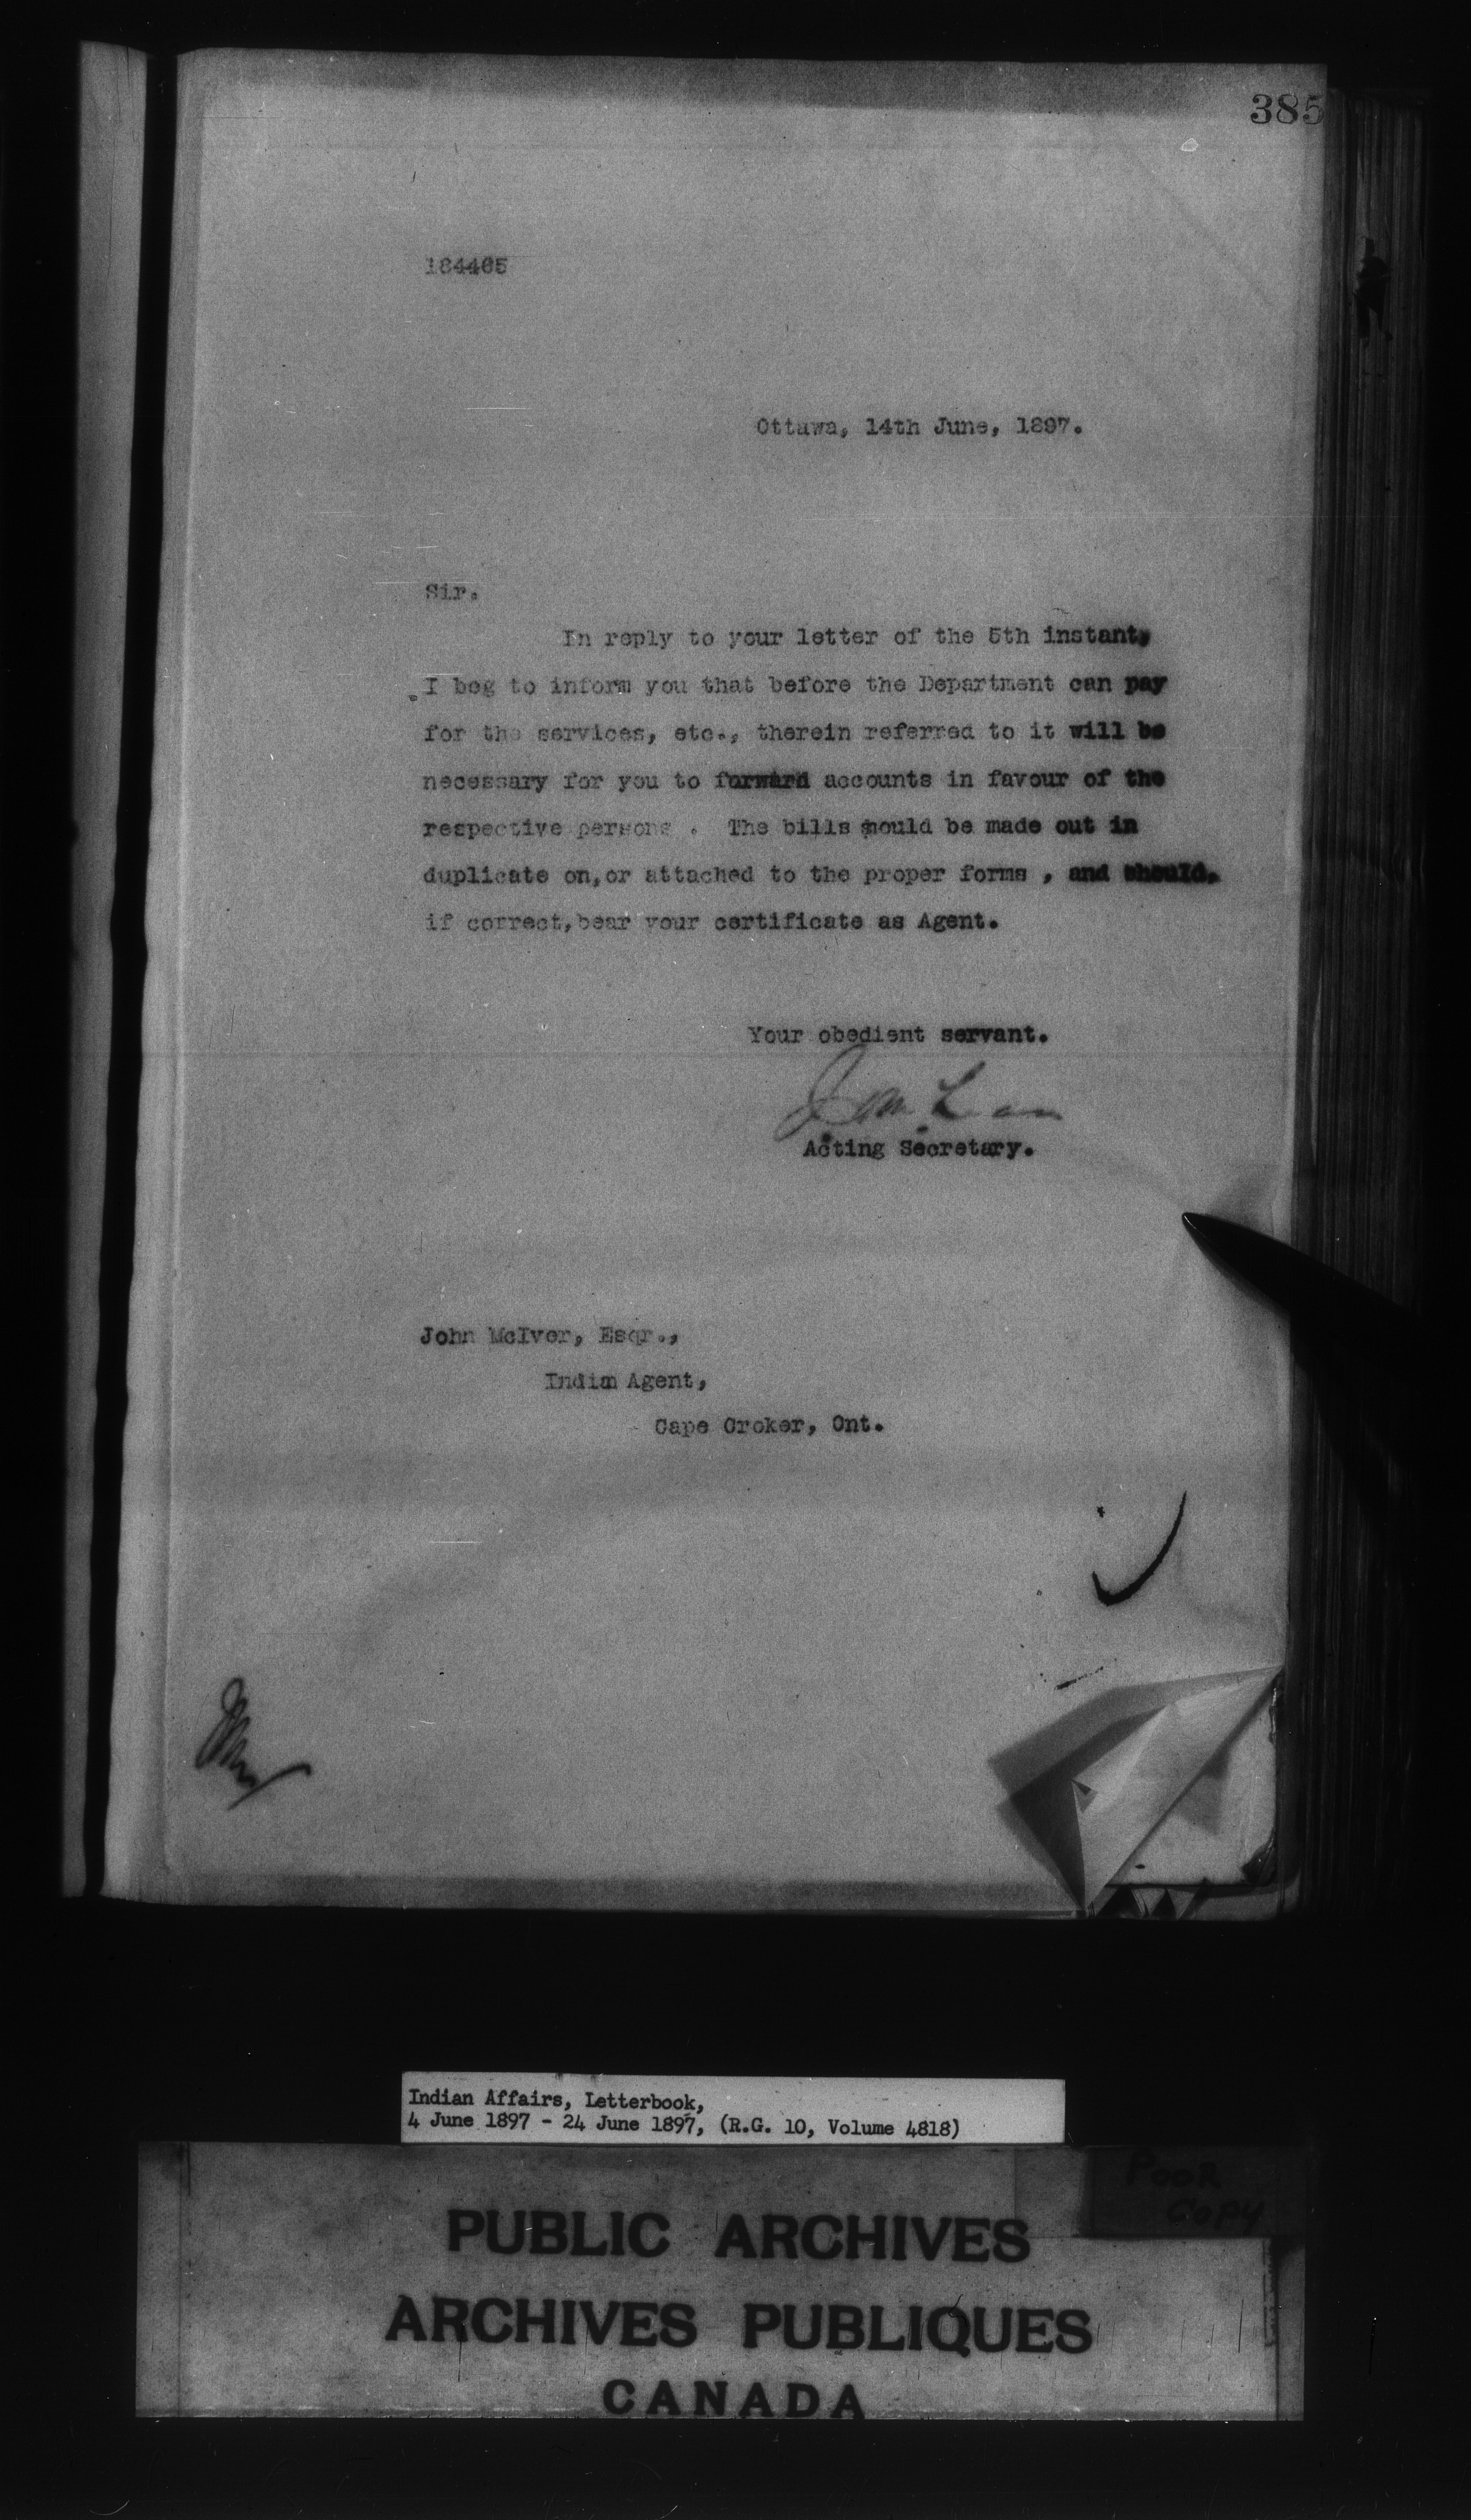 385
184465
Ottawa, 14th June, 1897.
Sir.
In reply to your letter of the 5th instant,
I beg to inform you that before the Department can pay
for the services, etc., therein referred to it will be
necessary for you to forward accounts in favour of the
respective persons . The bills should be made out in
duplicate on,or attached to the proper forms , and should,
if correct,bear your certificate as Agent.
Your obedient servant.
Acting Secretary.
John McIver, Esqr.,
Indian Agent,
Cape Croker, Ont.
Indian Affairs, Letterbook,
4 June 1897 - 24 June 1897, (R.G. 10, Volume 4818)
Poor
Copy
PUBLIC ARCHIVES
ARCHIVES PUBLIQUES
CANADA